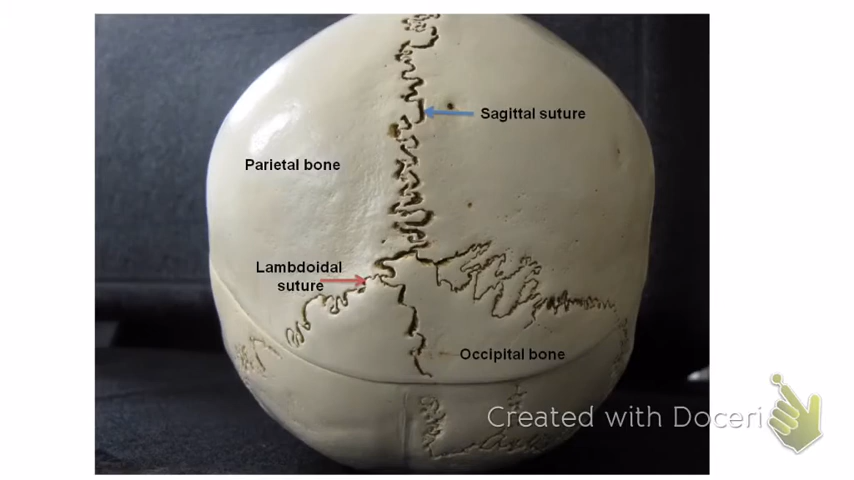 Sagittal suture
Parietal bone
Lambdoidal
suture
Occipital bone
Created with Doceri